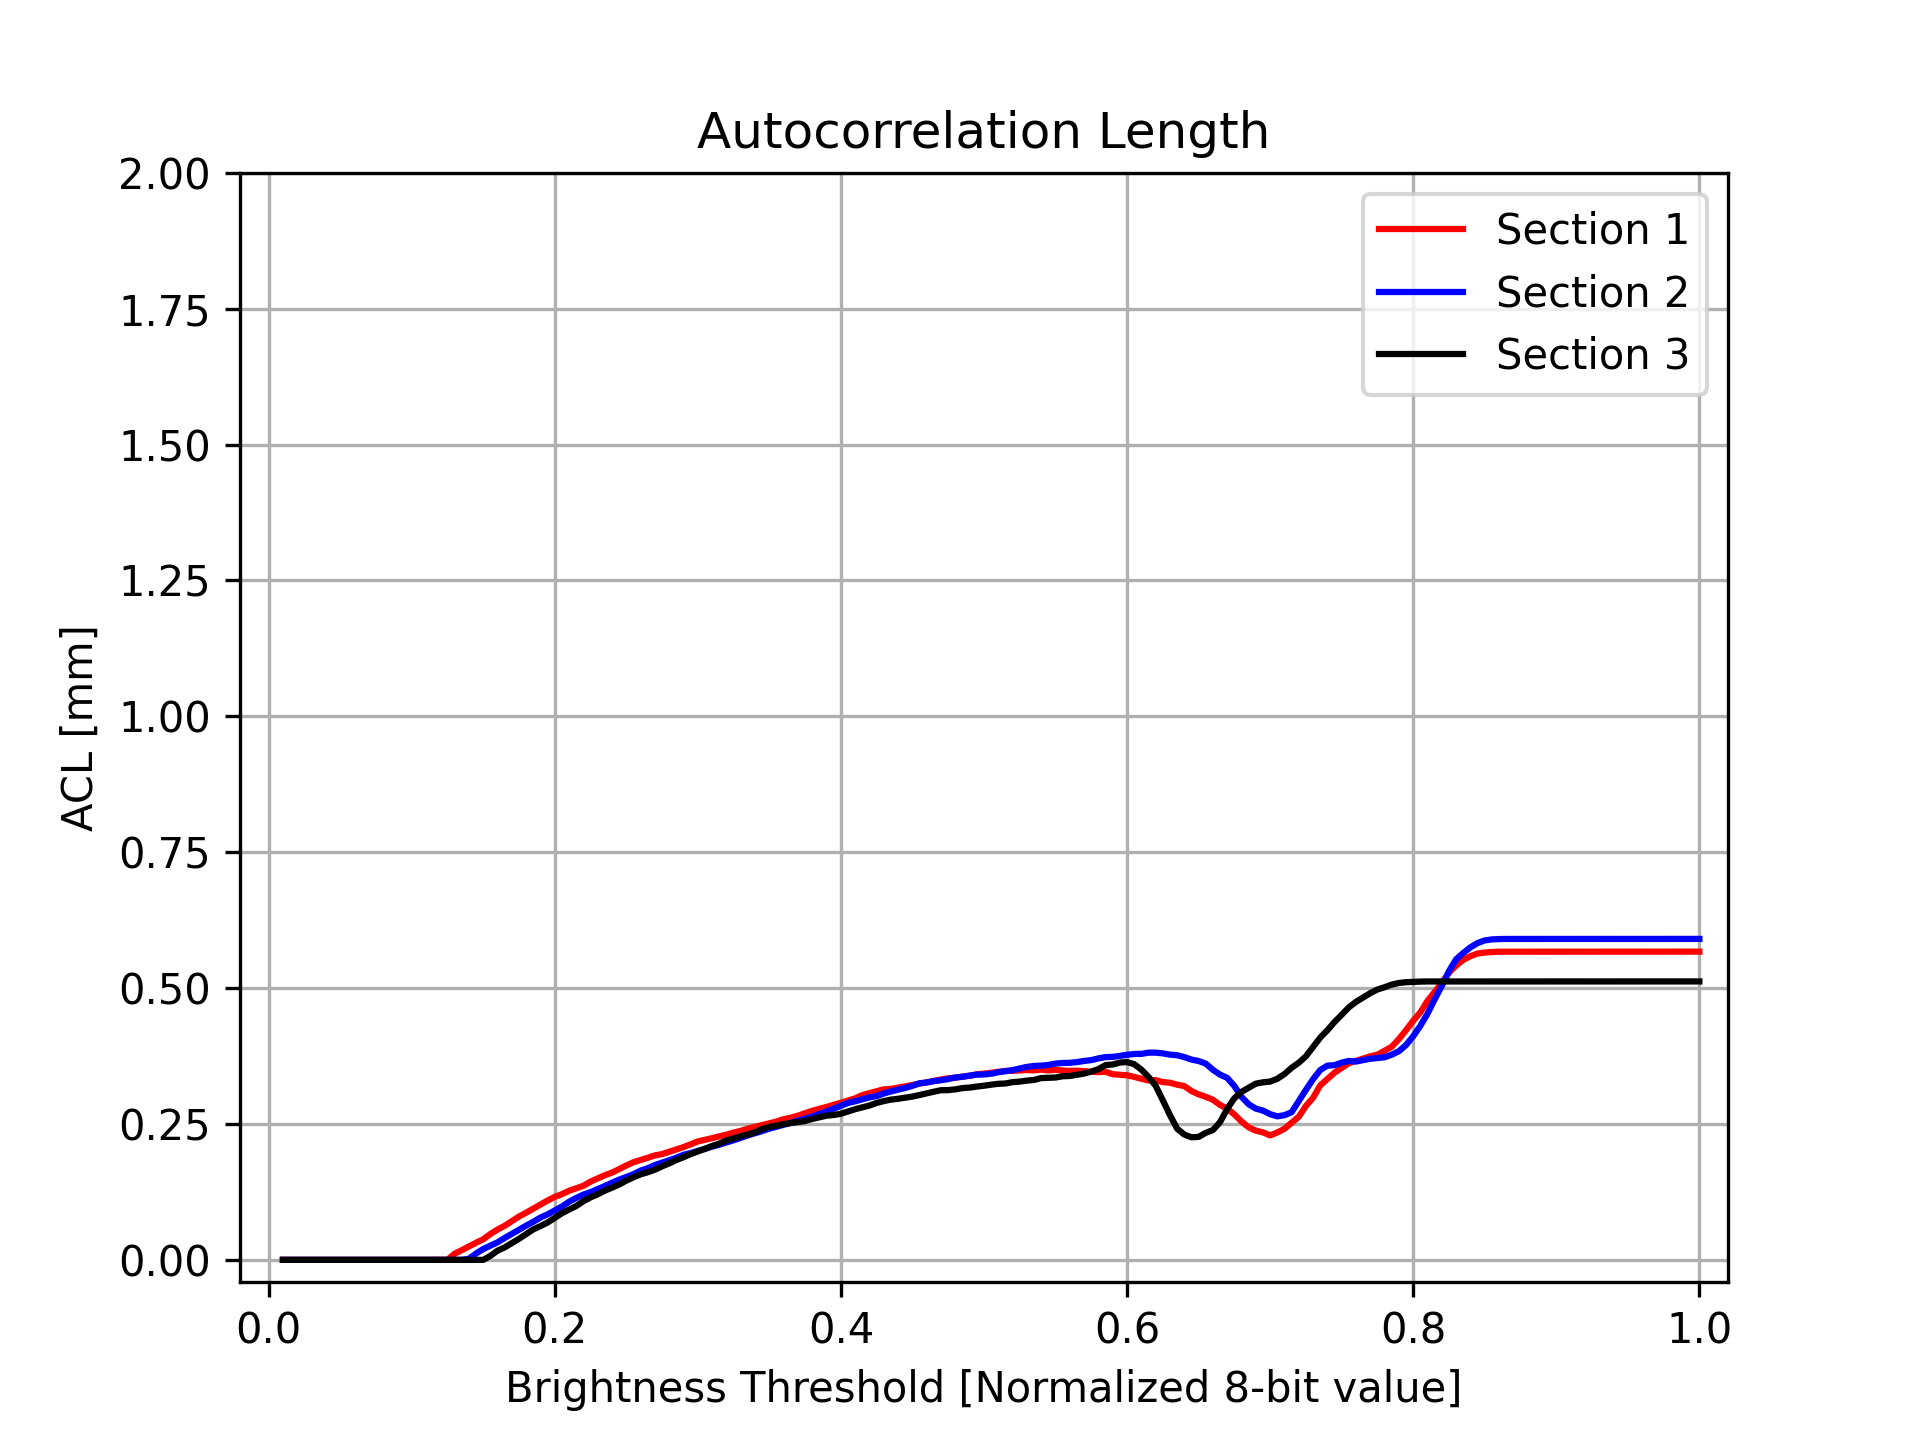 Autocorrelation Length
2.00
1.75
1.50
1.25
1.00
0.75
0.50
0.25
0.00
ACL [mm]
Section 1
Section 2
Section 3
0.0 0.2 0.4 0.6 0.8 1.0
Brightness Threshold [Normalized 8-bit value]